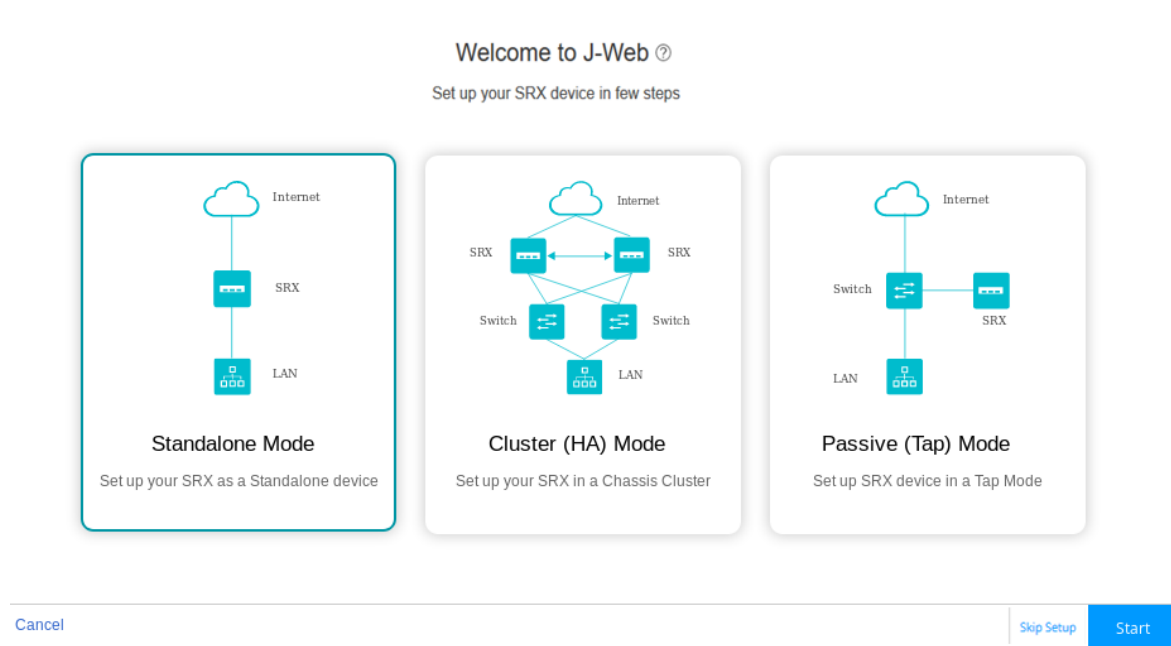 Welcome to J-Web ?
Set up your SRX device in few steps
Internet
SRX
LAN
Standalone Mode
Set up your SRX as a Standalone device
Internet
SRX
SRX
Switch
Switch
LAN
Cluster (HA) Mode
Set up your SRX in a Chassis Cluster
Internet
Switch
SRX
LAN
Passive (Tap) Mode
Set up SRX device in a Tap Mode
Cancel
Skip Setup
Start